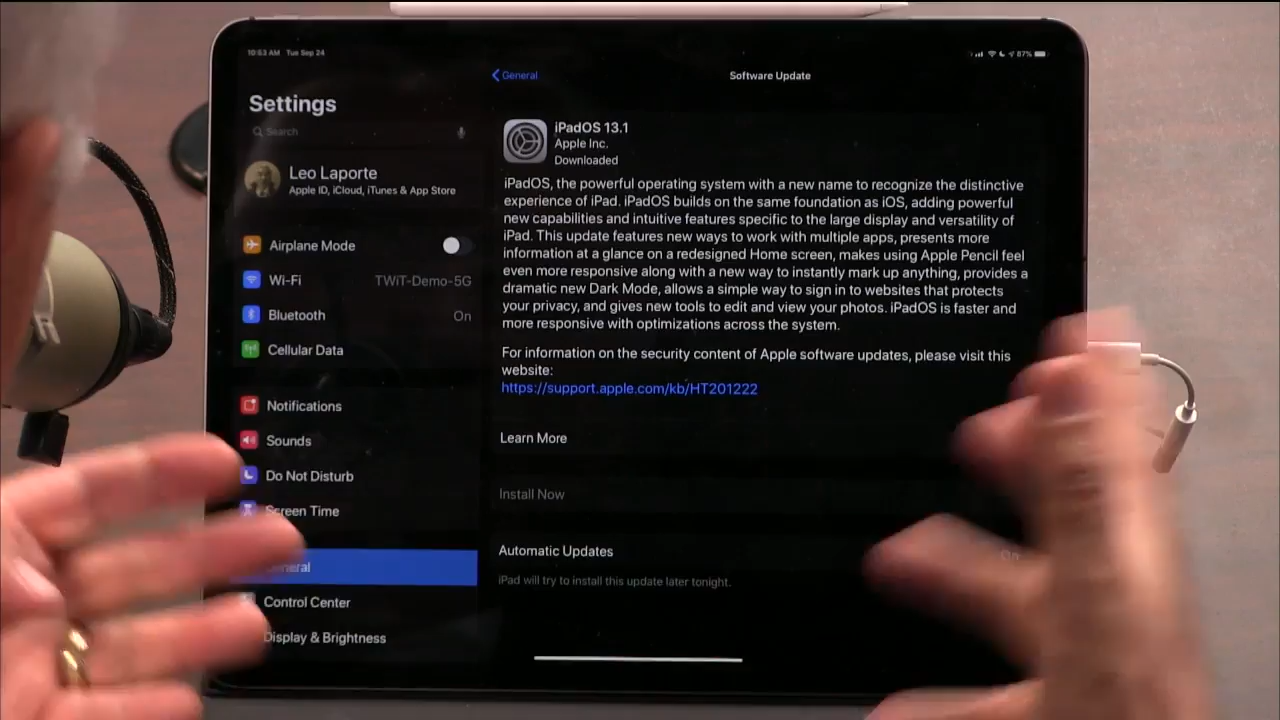 10:53 AM Tue Sep 24
87%
Settings
Search
Leo Laporte
Apple ID, iCloud, iTunes & App Store
Airplane Mode
Wi-Fi TWiT-Demo-5G
Bluetooth On
Cellular Data
Notifications
Sounds
Do Not Disturb
Screen Time
General
Control Center
Display & Brightness
General
Software Update
iPadOS 13.1
Apple Inc.
Downloaded
iPadOS, the powerful operating system with a new name to recognize the distinctive
experience of iPad. iPadOS builds on the same foundation as iOS, adding powerful
new capabilities and intuitive features specific to the large display and versatility of
iPad. This update features new ways to work with multiple apps, presents more
information at a glance on a redesigned Home screen, makes using Apple Pencil feel
even more responsive along with a new way to instantly mark up anything, provides a
dramatic new Dark Mode, allows a simple way to sign in to websites that protects
your privacy, and gives new tools to edit and view your photos. iPadOS is faster and
more responsive with optimizations across the system.
For information on the security content of Apple software updates, please visit this
website:
https://support.apple.com/kb/HT201222
Learn More
Install Now
Automatic Updates On
iPad will try to install this update later tonight.